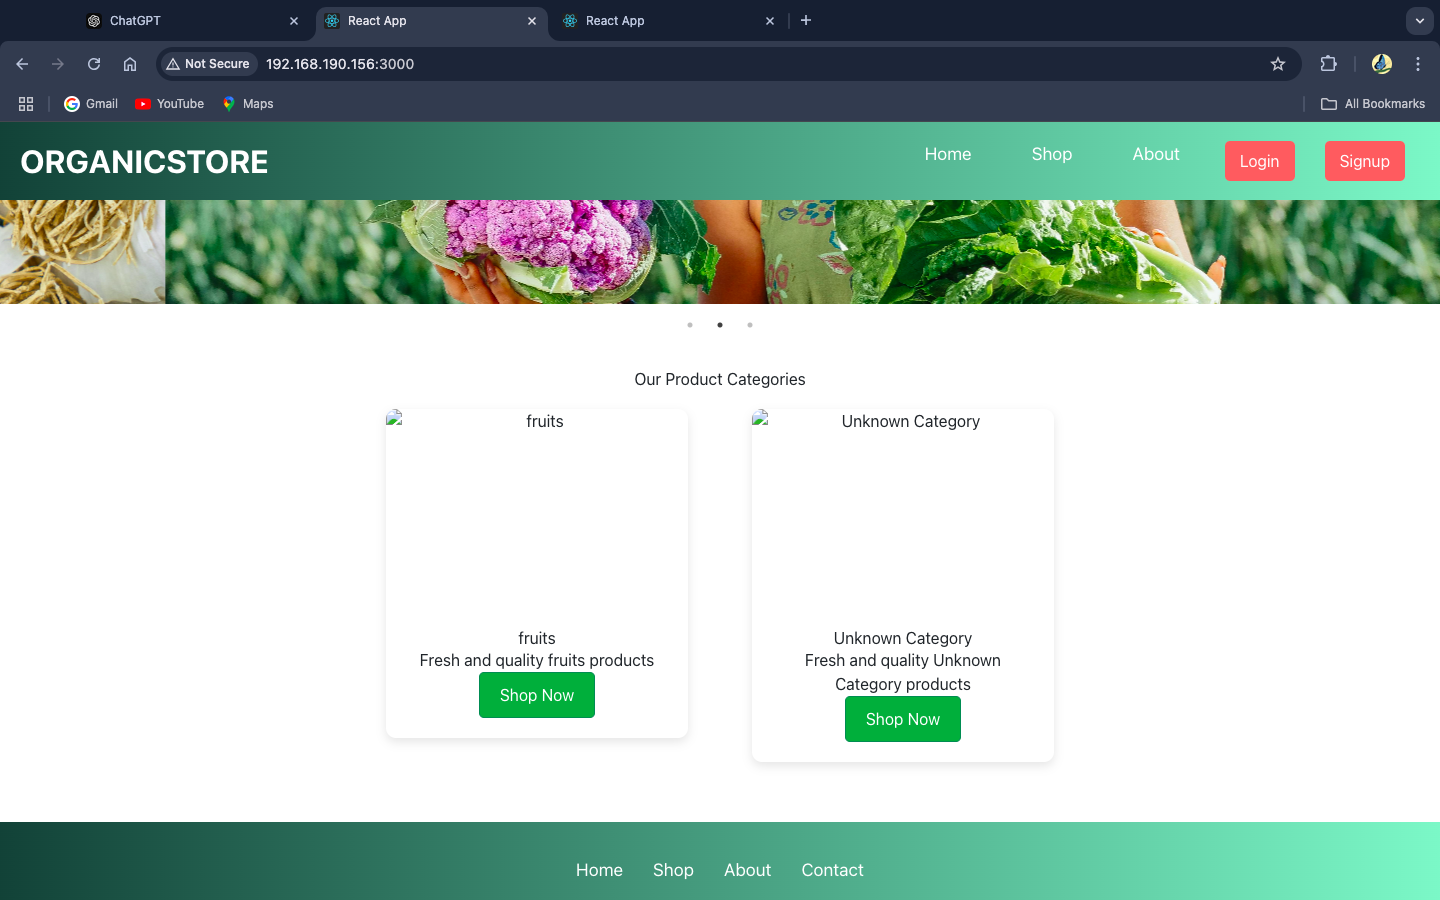 ChatGPT
React App
React App
Not Secure
192.168.190.156:3000
Gmail
YouTube
Maps
All Bookmarks
ORGANICSTORE
Home
Shop
About
Login
Signup
Our Product Categories
fruits
Unknown Category
fruits
Fresh and quality fruits products
Shop Now
Unknown Category
Fresh and quality Unknown
Category products
Shop Now
Home
Shop
About
Contact